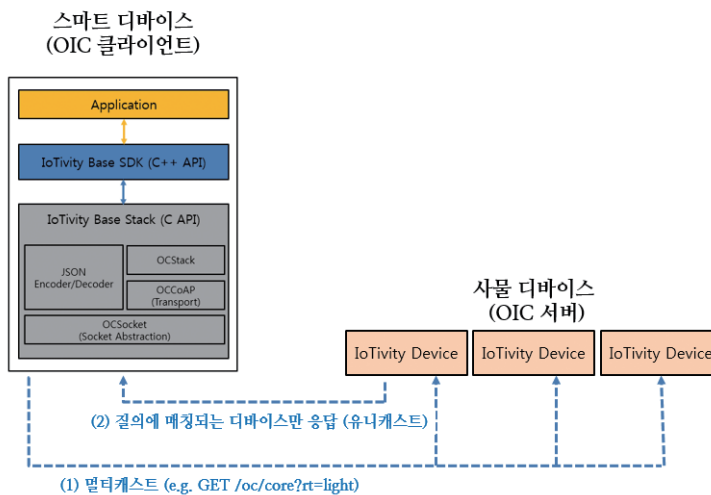 스마트 디바이스
(OIC 클라이언트)
Application
IoTivity Base SDK (C++ API)
IoTivity Base Stack (C API)
JSON
Encoder/Decoder
OCStack
OCCoAP
(Transport)
OCSocket
(Socket Abstraction)
사물 디바이스
(OIC 서버)
IoTivity Device
IoTivity Device
IoTivity Device
(2) 질의에 매칭되는 디바이스만 응답 (유니캐스트)
(1) 멀티캐스트 (e.g. GET /oc/core?rt=light)